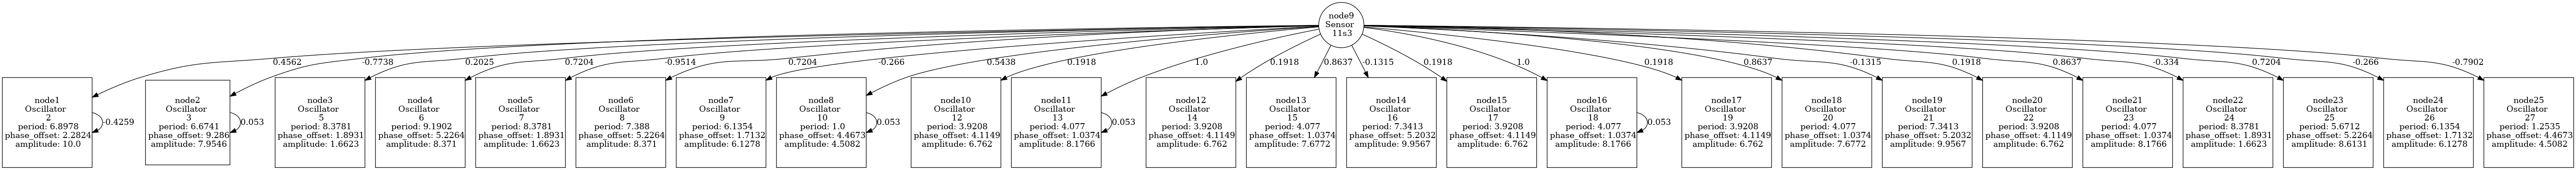 node9
Sensor
11s3
0.4562
-0.7738
0.2025
0.7204
-0.9514
0.7204
-0.266
0.5438
0.1918
1.0
0.1918
0.8637
-0.1315
0.1918
1.0
0.1918
0.8637
-0.1315
0.1918
0.8637
-0.334
0.7204
-0.266
-0.7902
node1
Oscillator
2
period: 6.8978
phase_offset: 2.2824
amplitude: 10.0
-0.4259
node2
Oscillator
3
period: 6.6741
phase_offset: 9.286
amplitude: 7.9546
0.053
node3
Oscillator
5
period: 8.3781
phase_offset: 1.8931
amplitude: 1.6623
node4
Oscillator
6
period: 9.1902
phase_offset: 5.2264
amplitude: 8.371
node5
Oscillator
7
period: 8.3781
phase_offset: 1.8931
amplitude: 1.6623
node6
Oscillator
8
period: 7.388
phase_offset: 5.2264
amplitude: 8.371
node7
Oscillator
9
period: 6.1354
phase_offset: 1.7132
amplitude: 6.1278
node8
Oscillator
10
period: 1.0
phase_offset: 4.4673
amplitude: 4.5082
0.053
node10
Oscillator
12
period: 3.9208
phase_offset: 4.1149
amplitude: 6.762
node11
Oscillator
13
period: 4.077
phase_offset: 1.0374
amplitude: 8.1766
0.053
node12
Oscillator
14
period: 3.9208
phase_offset: 4.1149
amplitude: 6.762
node13
Oscillator
15
period: 4.077
phase_offset: 1.0374
amplitude: 7.6772
node14
Oscillator
16
period: 7.3413
phase_offset: 5.2032
amplitude: 9.9567
node15
Oscillator
17
period: 3.9208
phase_offset: 4.1149
amplitude: 6.762
node16
Oscillator
18
period: 4.077
phase_offset: 1.0374
amplitude: 8.1766
0.053
node17
Oscillator
19
period: 3.9208
phase_offset: 4.1149
amplitude: 6.762
node18
Oscillator
20
period: 4.077
phase_offset: 1.0374
amplitude: 7.6772
node19
Oscillator
21
period: 7.3413
phase_offset: 5.2032
amplitude: 9.9567
node20
Oscillator
22
period: 3.9208
phase_offset: 4.1149
amplitude: 6.762
node21
Oscillator
23
period: 4.077
phase_offset: 1.0374
amplitude: 8.1766
node22
Oscillator
24
period: 8.3781
phase_offset: 1.8931
amplitude: 1.6623
node23
Oscillator
25
period: 5.6712
phase_offset: 5.2264
amplitude: 8.6131
node24
Oscillator
26
period: 6.1354
phase_offset: 1.7132
amplitude: 6.1278
node25
Oscillator
27
period: 1.2535
phase_offset: 4.4673
amplitude: 4.5082